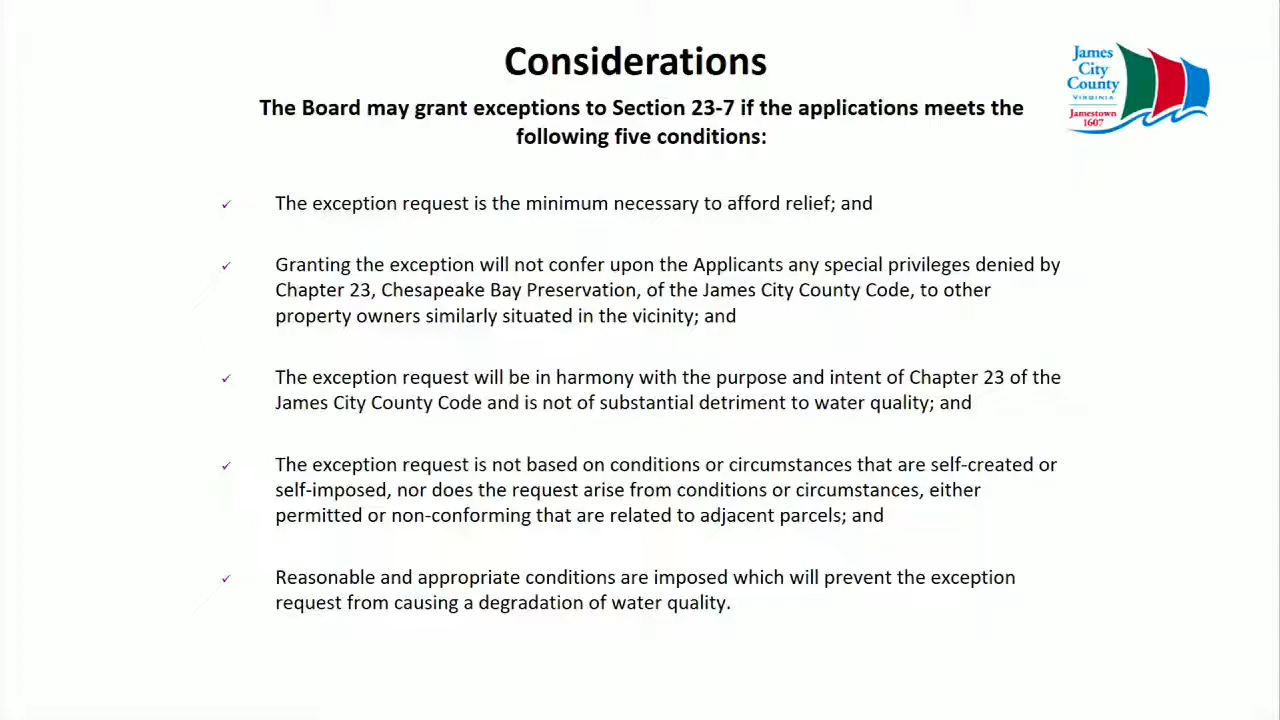 Considerations
The Board may grant exceptions to Section 23-7 if the applications meets the
following five conditions:
James
City
County
VIRGINIA
Jamestown
1607
The exception request is the minimum necessary to afford relief; and
Granting the exception will not confer upon the Applicants any special privileges denied by
Chapter 23, Chesapeake Bay Preservation, of the James City County Code, to other
property owners similarly situated in the vicinity; and
The exception request will be in harmony with the purpose and intent of Chapter 23 of the
James City County Code and is not of substantial detriment to water quality; and
The exception request is not based on conditions or circumstances that are self-created or
self-imposed, nor does the request arise from conditions or circumstances, either
permitted or non-conforming that are related to adjacent parcels; and
Reasonable and appropriate conditions are imposed which will prevent the exception
request from causing a degradation of water quality.